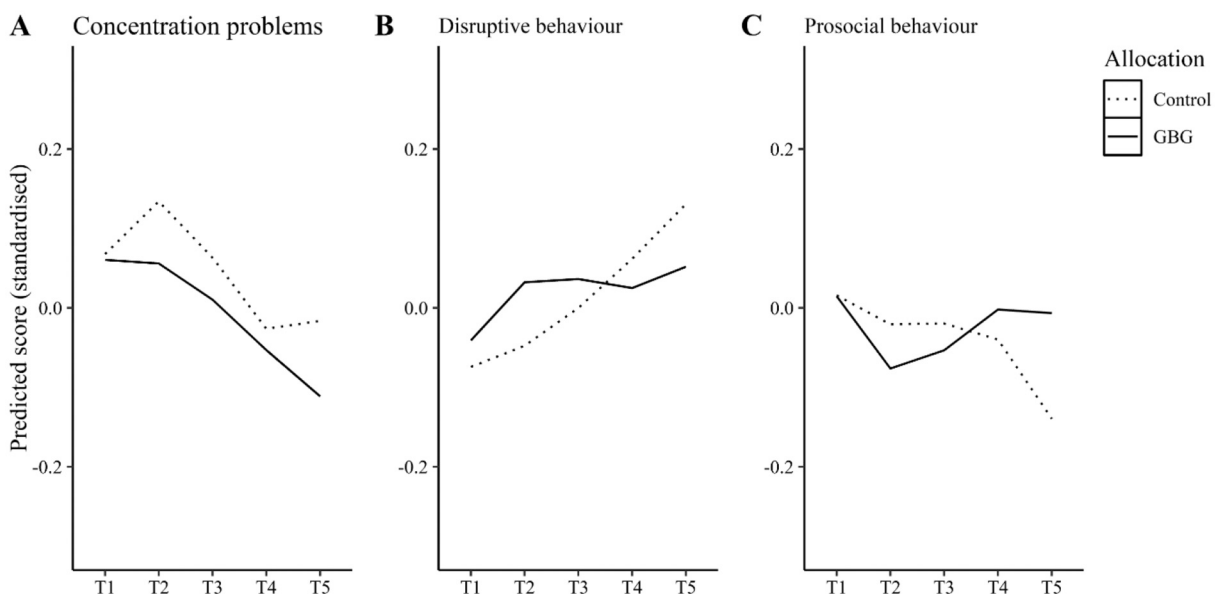 A Concentration problems
B Disruptive behaviour
C Prosocial behaviour
Allocation
Control
GBG
Predicted score (standardised)
0.2
0.0
-0.2
T1 T2 T3 T4 T5
0.2
0.0
-0.2
T1 T2 T3 T4 T5
0.2
0.0
-0.2
T1 T2 T3 T4 T5